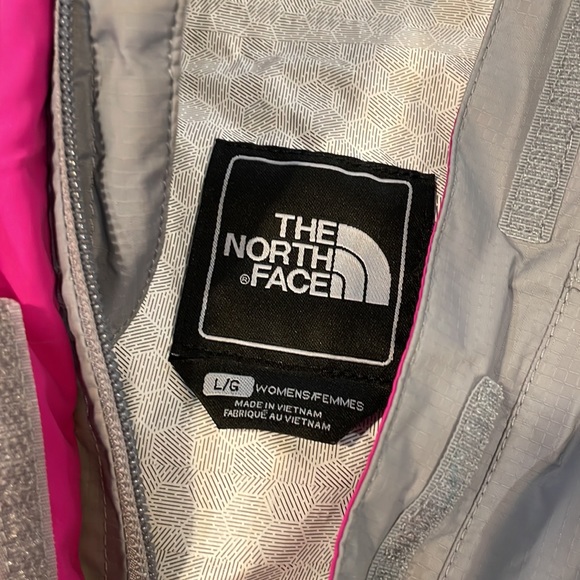 THE
NORTH
®FACE
L/G WOMENS/FEMMES
MADE IN VIETNAM
FABRIQUÉ AU VIETNAM